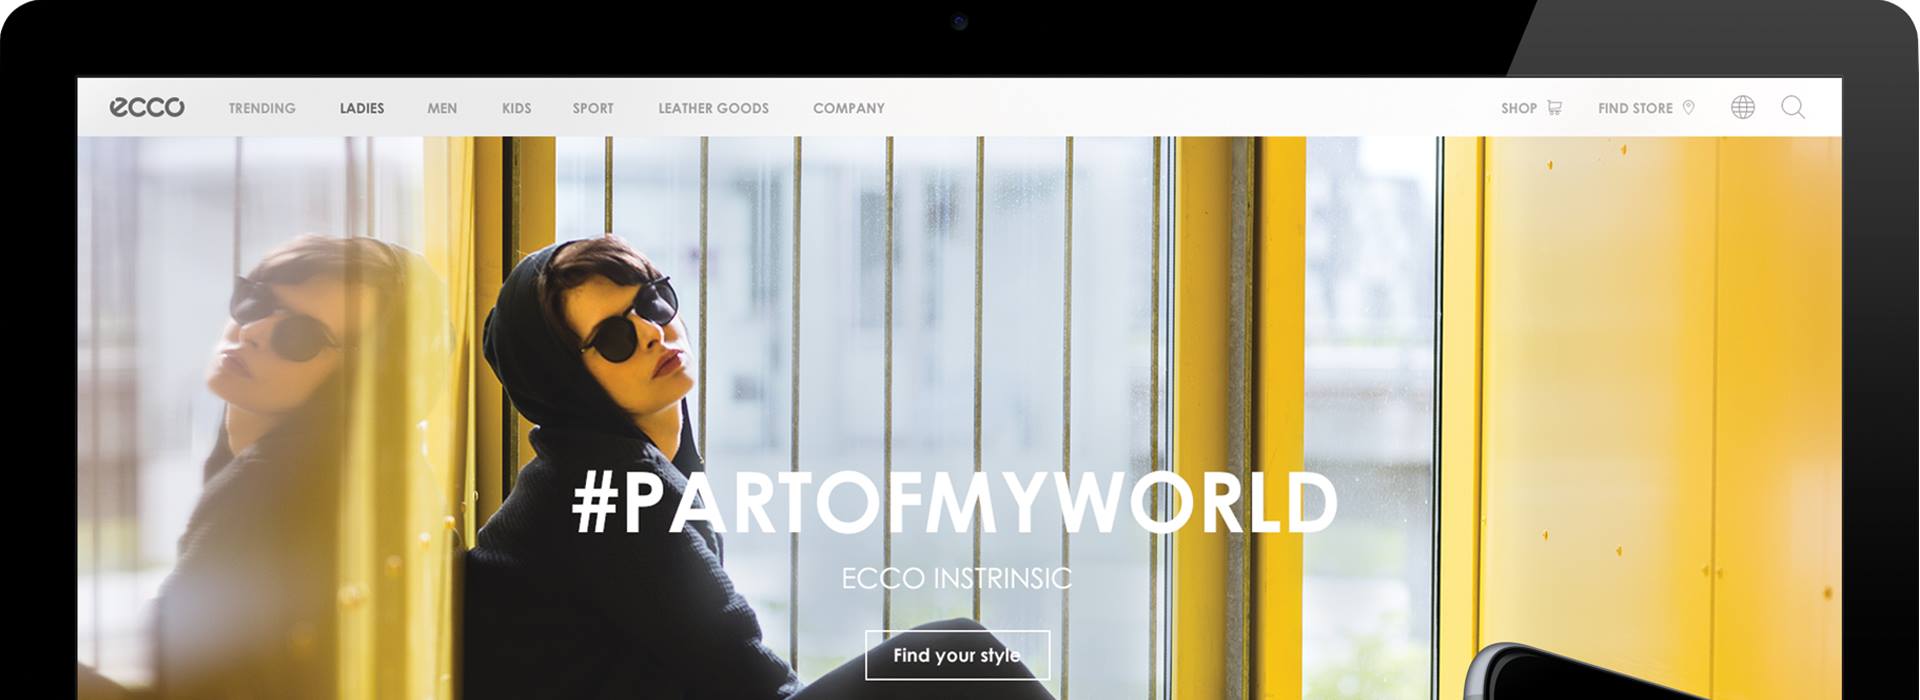 ecco TRENDING LADIES MEN KIDS SPORT LEATHER GOODS COMPANY SHOP FIND STORE
#PARTOFMYWORLD
ECCO INSTRINSIC
Find your style